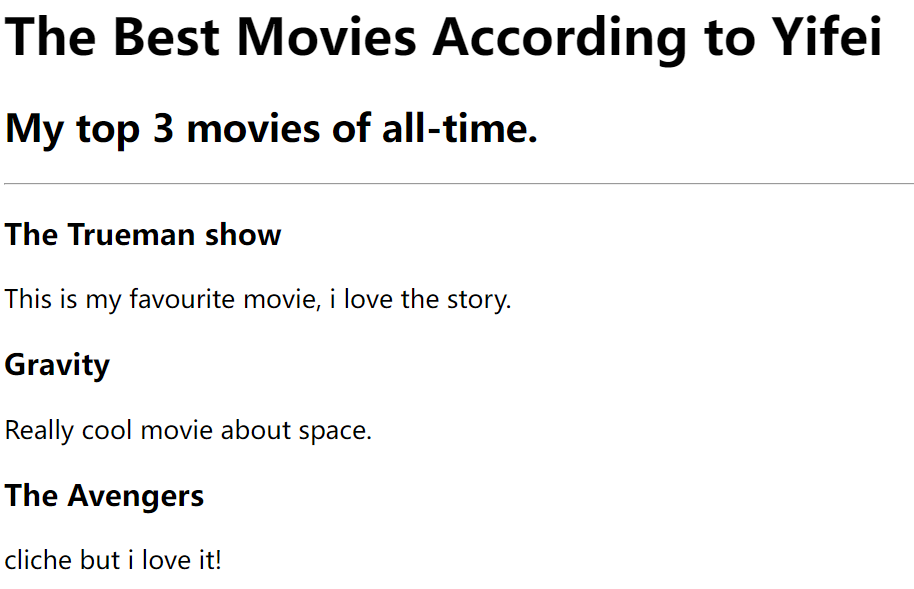 The Best Movies According to Yifei
My top 3 movies of all-time.
The Trueman show
This is my favourite movie, i love the story.
Gravity
Really cool movie about space.
The Avengers
cliche but i love it!